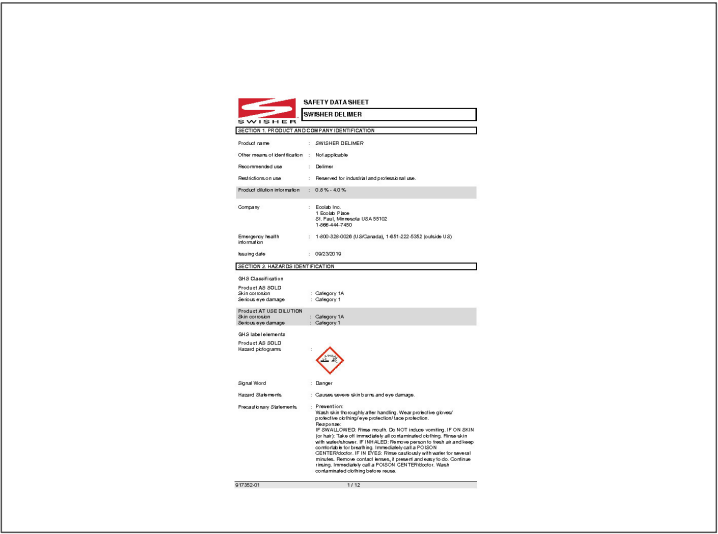 SWISHER
SAFETY DATA SHEET
SWISHER DELIMER
SECTION 1. PRODUCT AND COMPANY IDENTIFICATION
Product name : SWISHER DELIMER
Other means of identification : Not applicable
Recommended use : Delimer
Restrictions on use : Reserved for industrial and professional use.
Product dilution information : 0.8 % - 4.0 %
Company : Ecolab Inc.
1 Ecolab Place
St. Paul, Minnesota USA 55102
1-866-444-7450
Emergency health : 1-800-328-0026 (US/Canada), 1-651-222-5352 (outside US)
information
Issuing date : 09/23/2019
SECTION 2. HAZARDS IDENTIFICATION
GHS Classification
Product AS SOLD
Skin corrosion : Category 1A
Serious eye damage : Category 1
Product AT USE DILUTION
Skin corrosion : Category 1A
Serious eye damage : Category 1
GHS label elements
Product AS SOLD
Hazard pictograms :
Signal Word : Danger
Hazard Statements : Causes severe skin burns and eye damage.
Precautionary Statements : Prevention:
Wash skin thoroughly after handling. Wear protective gloves/
protective clothing/ eye protection/ face protection.
Response:
IF SWALLOWED: Rinse mouth. Do NOT induce vomiting. IF ON SKIN
(or hair): Take off immediately all contaminated clothing. Rinse skin
with water/shower. IF INHALED: Remove person to fresh air and keep
comfortable for breathing. Immediately call a POISON
CENTER/doctor. IF IN EYES: Rinse cautiously with water for several
minutes. Remove contact lenses, if present and easy to do. Continue
rinsing. Immediately call a POISON CENTER/doctor. Wash
contaminated clothing before reuse.
917352-01 1 / 12